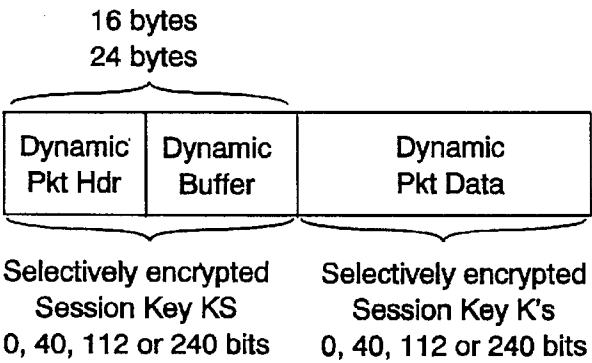 16 bytes
24 bytes
Dynamic Pkt Hdr
Dynamic Buffer
Dynamic Pkt Data
Selectively encrypted
Session Key KS
0, 40, 112 or 240 bits
Selectively encrypted
Session Key K's
0, 40, 112 or 240 bits